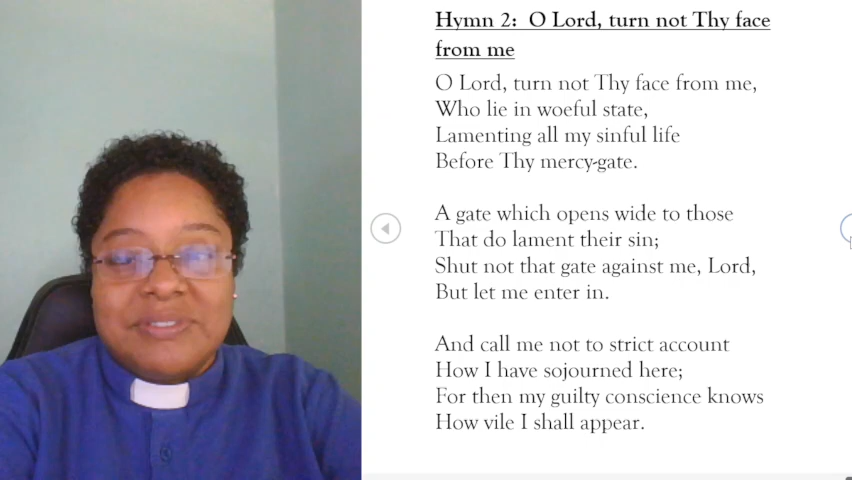 Hymn 2: O Lord, turn not Thy face
from me
O Lord, turn not Thy face from me,
Who lie in woeful state,
Lamenting all my sinful life
Before Thy mercy-gate.
A gate which opens wide to those
That do lament their sin;
Shut not that gate against me, Lord,
But let me enter in.
And call me not to strict account
How I have sojourned here;
For then my guilty conscience knows
How vile I shall appear.